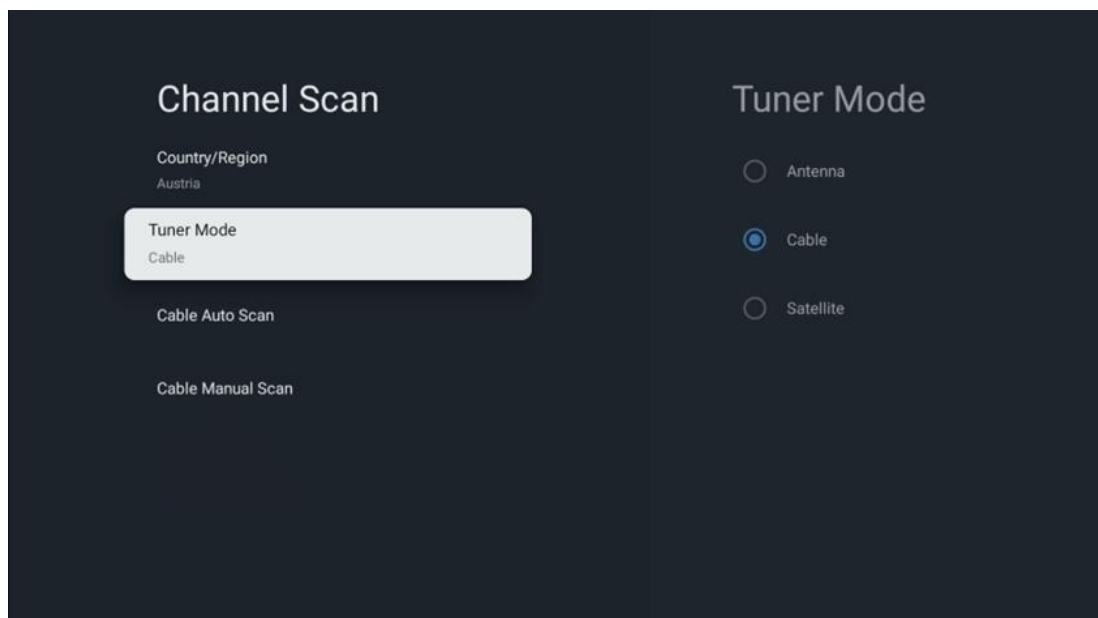 Channel Scan
Country/Region
Austria
Tuner Mode
Cable
Cable Auto Scan
Cable Manual Scan
Tuner Mode
Antenna
Cable
Satellite